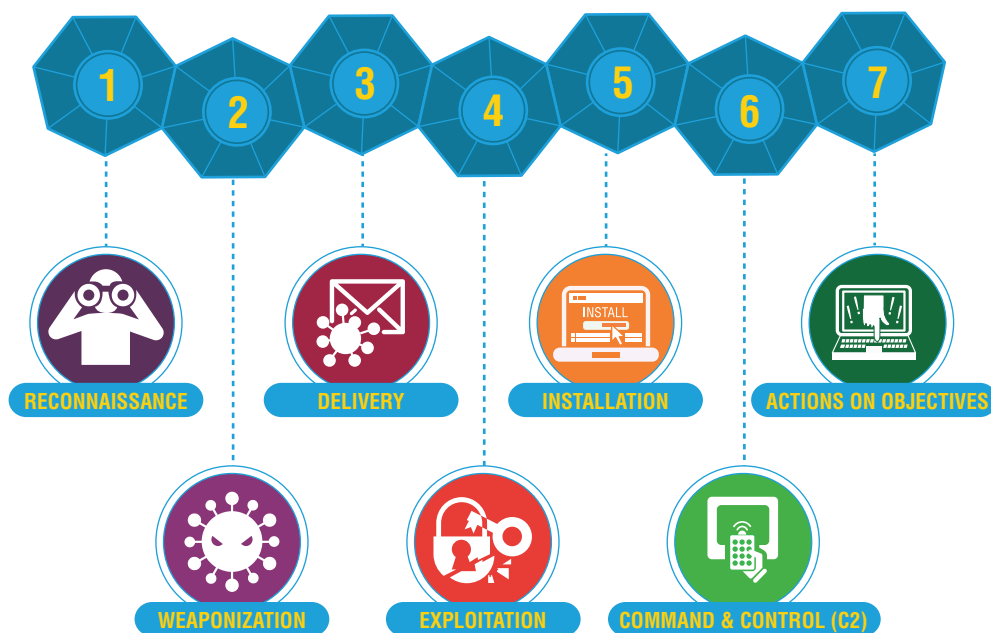 1
2
3
4
5
6
7
INSTALL
RECONNAISSANCE
DELIVERY
INSTALLATION
ACTIONS ON OBJECTIVES
WEAPONIZATION
EXPLOITATION
COMMAND & CONTROL (C2)